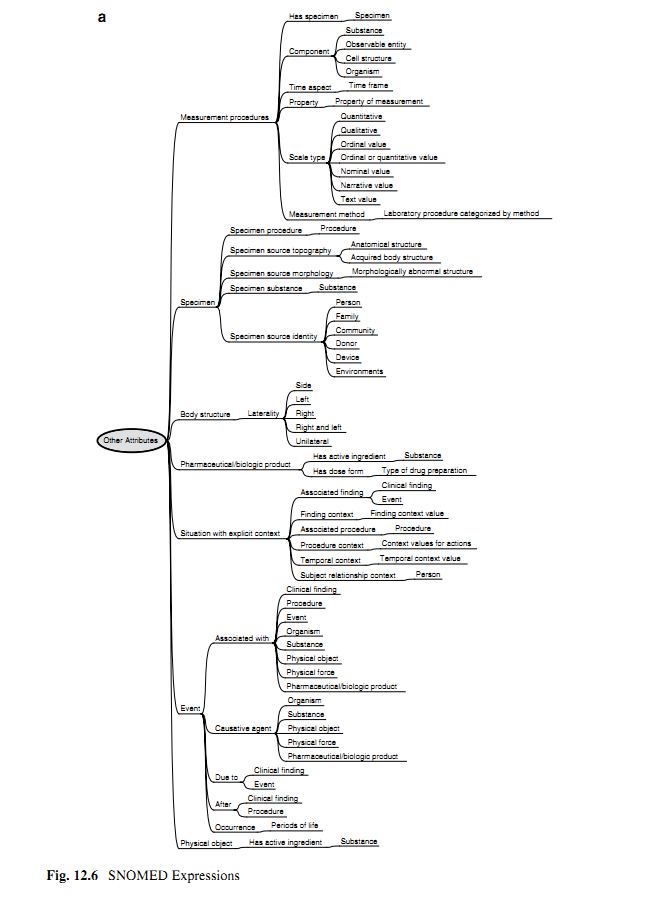 a
Has specimen Specimen
Substance
Observable entity
Component
Cell structure
Organism
Time aspect Time frame
Property Property of measurement
Measurement procedures
Quantitative
Qualitative
Ordinal value
Scale type Ordinal or quantitative value
Nominal value
Narrative value
Text value
Measurement method Laboratory procedure categorized by method
Specimen procedure Procedure
Anatomical structure
Specimen source topography
Acquired body structure
Specimen source morphology Morphologically abnormal structure
Specimen substance Substance
Specimen
Person
Family
Community
Specimen source identity
Donor
Device
Environments
Side
Left
Body structure Laterality Right
Right and left
Unilateral
Other Attributes
Has active ingredient Substance
Pharmaceutical/biologic product
Has dose form Type of drug preparation
Clinical finding
Associated finding
Event
Finding context Finding context value
Associated procedure Procedure
Situation with explicit context
Procedure context Context values for actions
Temporal context Temporal context value
Subject relationship context Person
Clinical finding
Procedure
Event
Organism
Associated with
Substance
Physical object
Physical force
Pharmaceutical/biologic product
Event
Organism
Substance
Causative agent Physical object
Physical force
Pharmaceutical/biologic product
Clinical finding
Due to
Event
Clinical finding
After
Procedure
Occurrence Periods of life
Physical object Has active ingredient Substance
Fig. 12.6 SNOMED Expressions